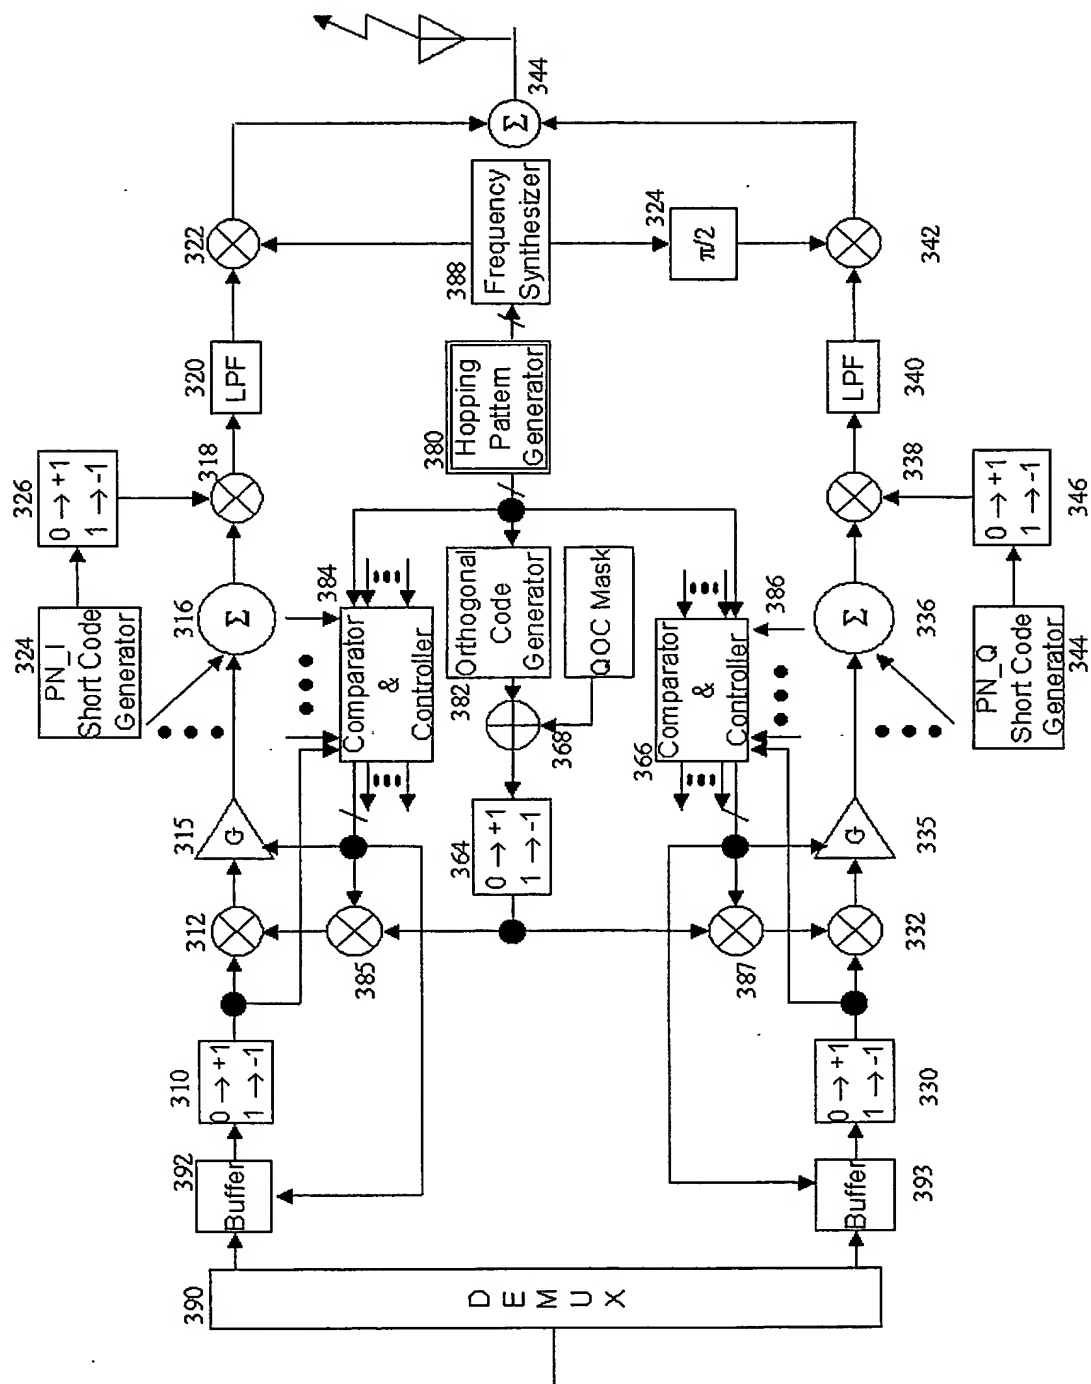 390
D E M U X
392
Buffer
310
0 → +1
1 → -1
312
385
315
G
324
PN_I
Short Code
Generator
326
0 → +1
1 → -1
316
Σ
318
320
LPF
322
384
Comparator
&
Controller
364
0 → +1
1 → -1
368
382
Orthogonal
Code
Generator
QOC Mask
380
Hopping
Pattern
Generator
388
Frequency
Synthesizer
324
π/2
344
Σ
366
Comparator
&
Controller
386
387
393
Buffer
330
0 → +1
1 → -1
332
335
G
336
Σ
338
340
LPF
342
344
PN_Q
Short Code
Generator
346
0 → +1
1 → -1